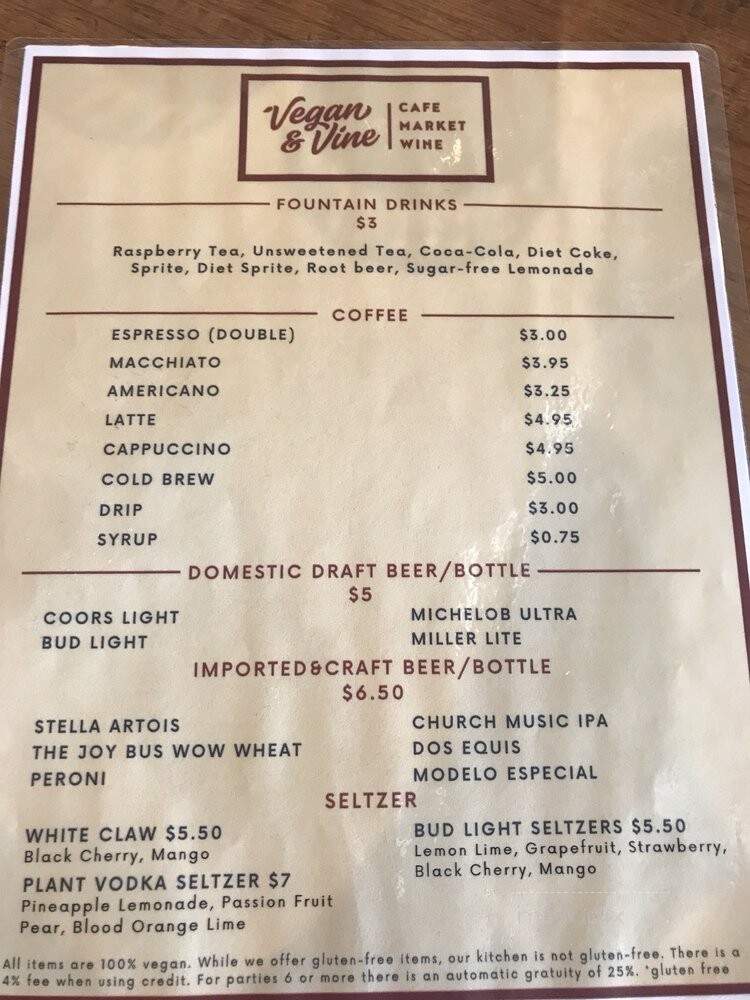 Vegan & Vine
CAFE
MARKET
WINE
FOUNTAIN DRINKS
$3
Raspberry Tea, Unsweetened Tea, Coca-Cola, Diet Coke,
Sprite, Diet Sprite, Root beer, Sugar-free Lemonade
COFFEE
ESPRESSO (DOUBLE) $3.00
MACCHIATO $3.95
AMERICANO $3.25
LATTE $4.95
CAPPUCCINO $4.95
COLD BREW $5.00
DRIP $3.00
SYRUP $0.75
DOMESTIC DRAFT BEER/BOTTLE
$5
COORS LIGHT MICHELOB ULTRA
BUD LIGHT MILLER LITE
IMPORTED&CRAFT BEER/BOTTLE
$6.50
STELLA ARTOIS CHURCH MUSIC IPA
THE JOY BUS WOW WHEAT DOS EQUIS
PERONI MODELO ESPECIAL
SELTZER
WHITE CLAW $5.50
Black Cherry, Mango
PLANT VODKA SELTZER $7
Pineapple Lemonade, Passion Fruit
Pear, Blood Orange Lime
BUD LIGHT SELTZERS $5.50
Lemon Lime, Grapefruit, Strawberry,
Black Cherry, Mango
All items are 100% vegan. While we offer gluten-free items, our kitchen is not gluten-free. There is a
4% fee when using credit. For parties 6 or more there is an automatic gratuity of 25%. *gluten free